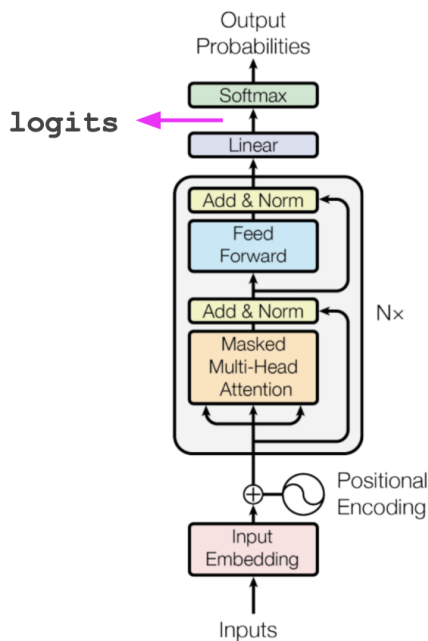 Output
Probabilities
Softmax
logits
Linear
Add & Norm
Feed
Forward
Add & Norm
N×
Masked
Multi-Head
Attention
Positional
Encoding
Input
Embedding
Inputs